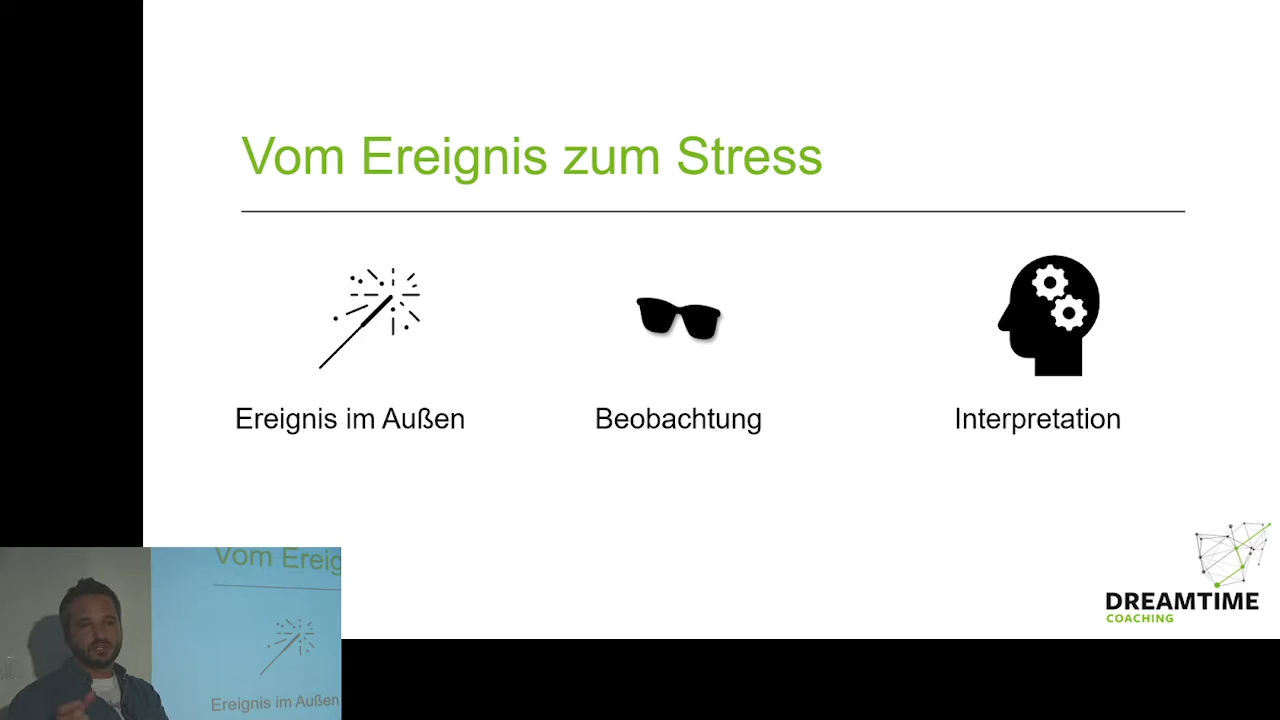 Vom Ereignis zum Stress
Ereignis im Außen
Beobachtung
Interpretation
DREAMTIME
COACHING
Vom Ereig
Ereignis im Außen